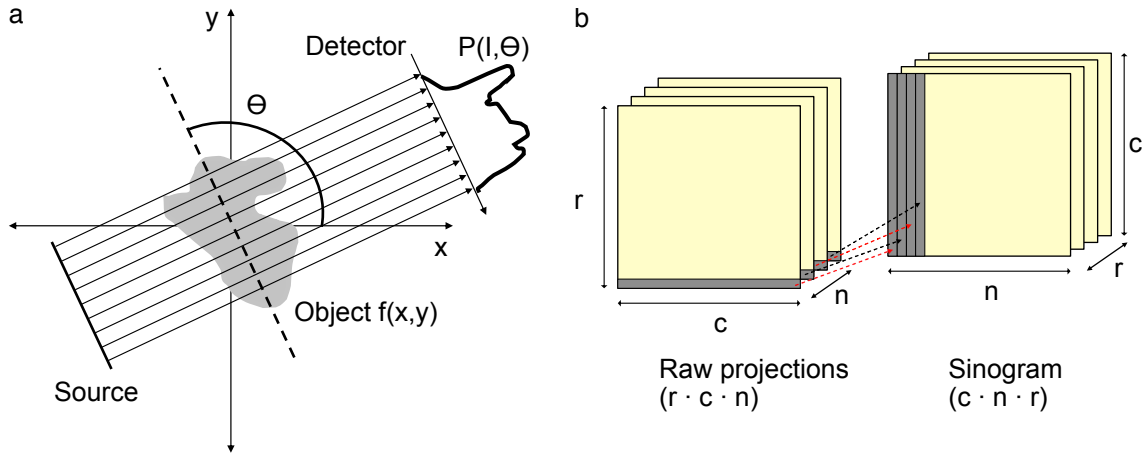 a
y
Detector
P(l,Θ)
Θ
x
Object f(x,y)
Source
b
r
c
n
Raw projections
(r · c · n)
c
r
n
Sinogram
(c · n · r)